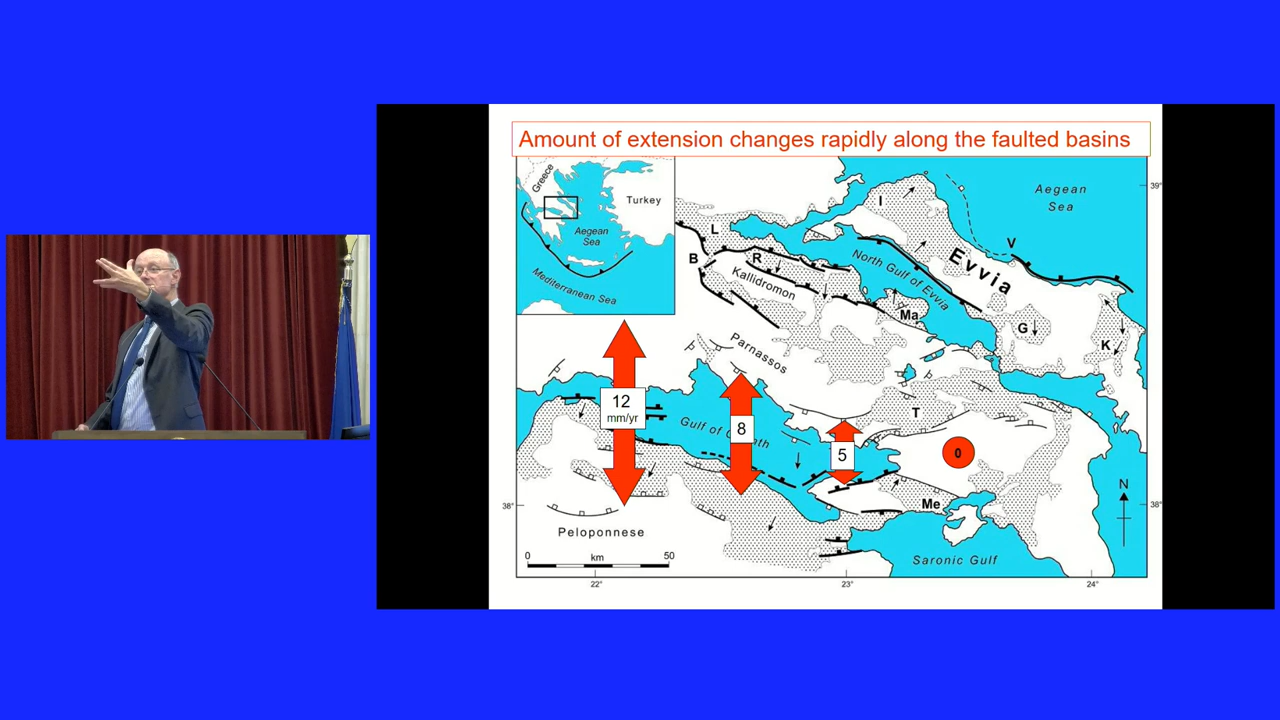 Amount of extension changes rapidly along the faulted basins
Greece
Turkey
Aegean
Sea
Mediterranean Sea
Aegean
Sea
39°
I
L
V
B
R
Evvia
North Gulf of Evvia
Kallidromon
Ma
G
K
Parnassos
12
mm/yr
8
Gulf of
th
T
5
0
N
Me
38°
38°
Peloponnese
0
km
50
Saronic Gulf
22°
23°
24°